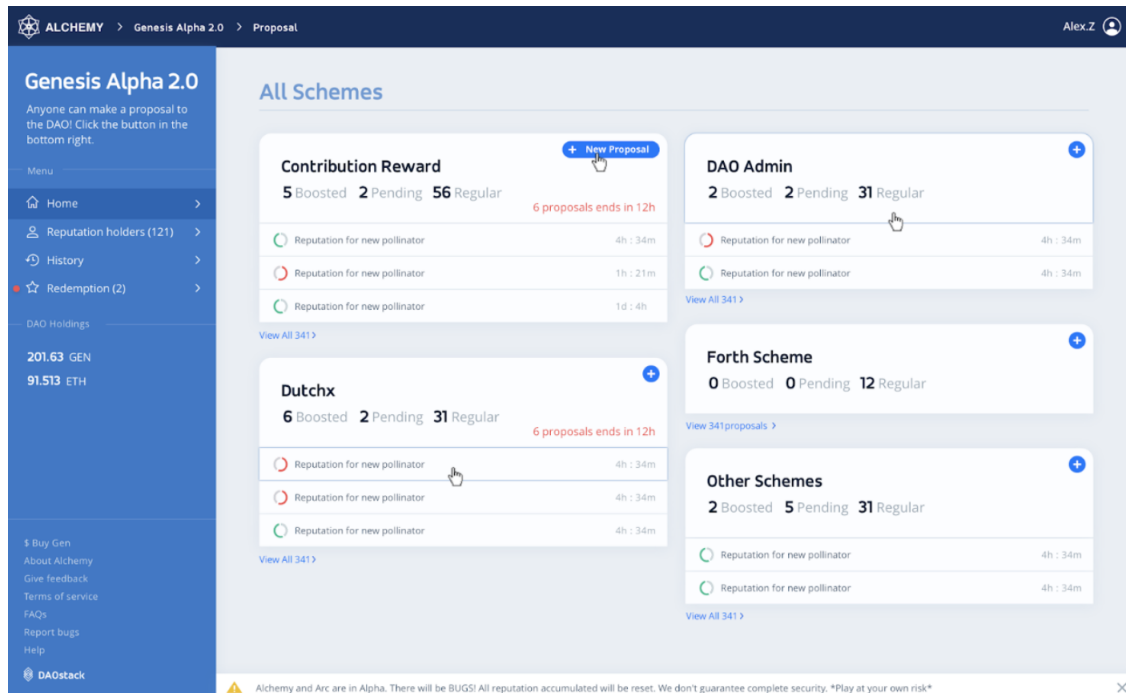 ALCHEMY > Genesis Alpha 2.0 > Proposal
Alex.Z
Genesis Alpha 2.0
Anyone can make a proposal to
the DAO! Click the button in the
bottom right.
Menu
Home >
Reputation holders (121) >
History >
Redemption (2) >
DAO Holdings
201.63 GEN
91.513 ETH
$ Buy Gen
About Alchemy
Give feedback
Terms of service
FAQs
Report bugs
Help
DAOstack
All Schemes
+ New Proposal
Contribution Reward
5 Boosted 2 Pending 56 Regular
6 proposals ends in 12h
Reputation for new pollinator 4h : 34m
Reputation for new pollinator 1h : 21m
Reputation for new pollinator 1d : 4h
View All 341 >
+
Dutchx
6 Boosted 2 Pending 31 Regular
6 proposals ends in 12h
Reputation for new pollinator 4h : 34m
Reputation for new pollinator 4h : 34m
Reputation for new pollinator 4h : 34m
View All 341 >
+
DAO Admin
2 Boosted 2 Pending 31 Regular
Reputation for new pollinator 4h : 34m
Reputation for new pollinator 4h : 34m
View All 341 >
+
Forth Scheme
0 Boosted 0 Pending 12 Regular
View 341proposals >
+
Other Schemes
2 Boosted 5 Pending 31 Regular
Reputation for new pollinator 4h : 34m
Reputation for new pollinator 4h : 34m
View All 341 >
Alchemy and Arc are in Alpha. There will be BUGS! All reputation accumulated will be reset. We don't guarantee complete security. *Play at your own risk*